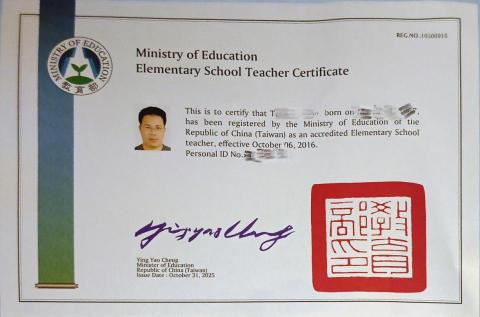 REG.NO.:10500810
MINISTRY OF EDUCATION
教育部
Ministry of Education
Elementary School Teacher Certificate
This is to certify that T born on
has been registered by the Ministry of Education of the
Republic of China (Taiwan) as an accredited Elementary School
teacher, effective October 06, 2016.
Personal ID No.
Ying Yao Cheng
Minister of Education
Republic of China (Taiwan)
Issue Date : October 31, 2025